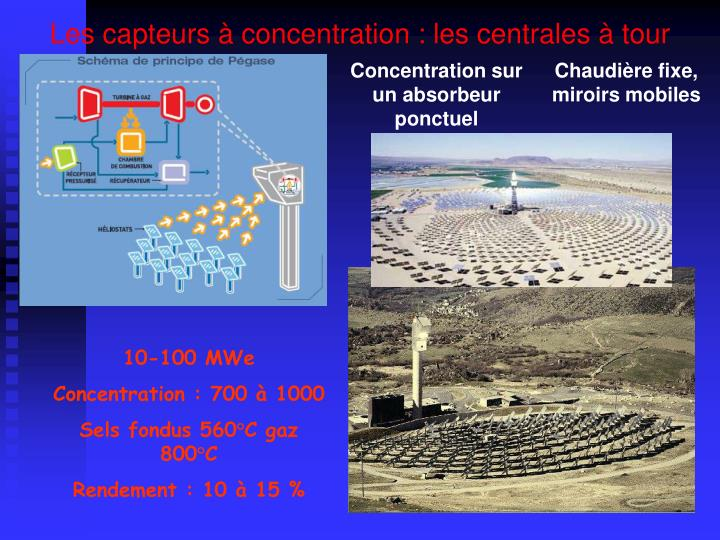 Les capteurs à concentration : les centrales à tour
Schéma de principe de Pégase
TURBINE À GAZ
CHAMBRE
DE COMBUSTION
RÉCEPTEUR
PRESSURISÉ
RÉCUPÉRATEUR
HÉLIOSTATS
Concentration sur
un absorbeur
ponctuel
Chaudière fixe,
miroirs mobiles
10-100 MWe
Concentration : 700 à 1000
Sels fondus 560°C gaz
800°C
Rendement : 10 à 15 %